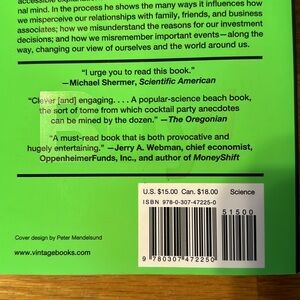 accessible explanation
nal mind. In the process he shows the many ways it influences how
we misperceive our relationships with family, friends, and business
associates; how we misunderstand the reasons for our investment
decisions; and how we misremember important events—along the
way, changing our view of ourselves and the world around us.
"I urge you to read this book."
—Michael Shermer, Scientific American
"Clever [and] engaging. . . . A popular-science beach book,
the sort of tome from which cocktail party anecdotes
can be mined by the dozen." —The Oregonian
"A must-read book that is both provocative and
hugely entertaining." —Jerry A. Webman, chief economist,
OppenheimerFunds, Inc., and author of MoneyShift
U.S. $15.00 Can. $18.00 Science
ISBN 978-0-307-47225-0
51500
9 780307 472250
Cover design by Peter Mendelsund
www.vintagebooks.com